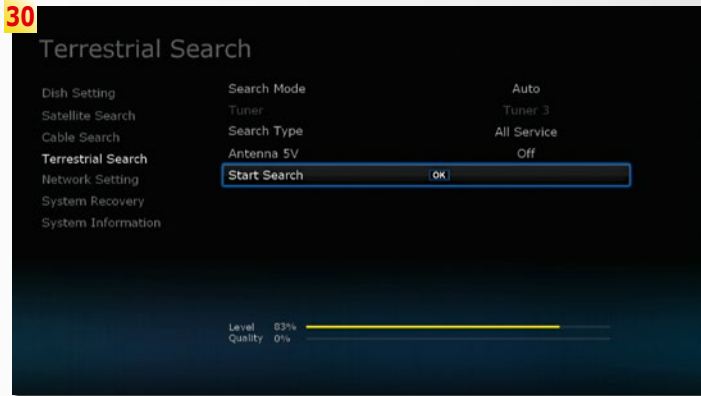 30
Terrestrial Search
Dish Setting
Satellite Search
Cable Search
Terrestrial Search
Network Setting
System Recovery
System Information
Search Mode Auto
Tuner Tuner 3
Search Type All Service
Antenna 5V Off
Start Search OK
Level 83%
Quality 0%